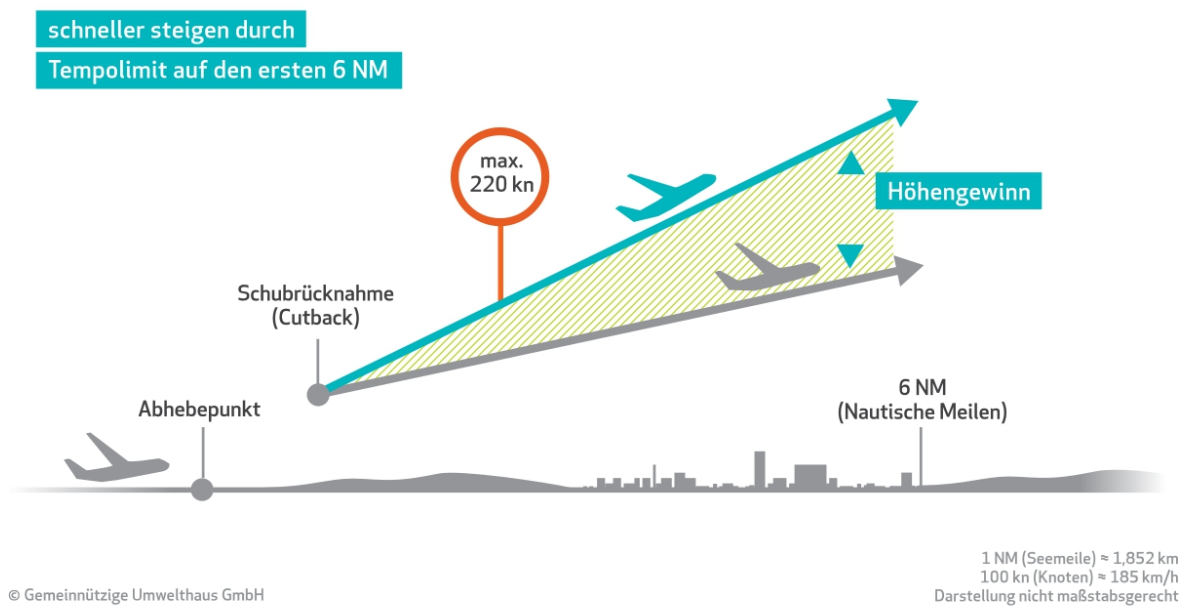 schneller steigen durch
Tempolimit auf den ersten 6 NM
max.
220 kn
Höhengewinn
Schubrücknahme
(Cutback)
Abhebepunkt
6 NM
(Nautische Meilen)
1 NM (Seemeile) ≈ 1,852 km
100 kn (Knoten) ≈ 185 km/h
Darstellung nicht maßstabsgerecht
© Gemeinnützige Umwelthaus GmbH